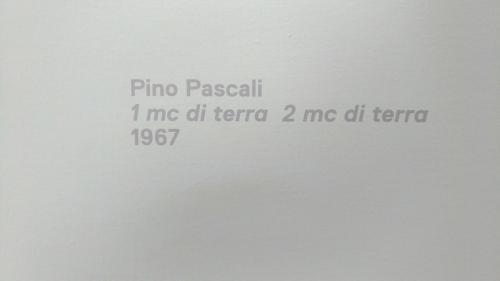 Pino Pascali
1 mc di terra 2 mc di terra
1967